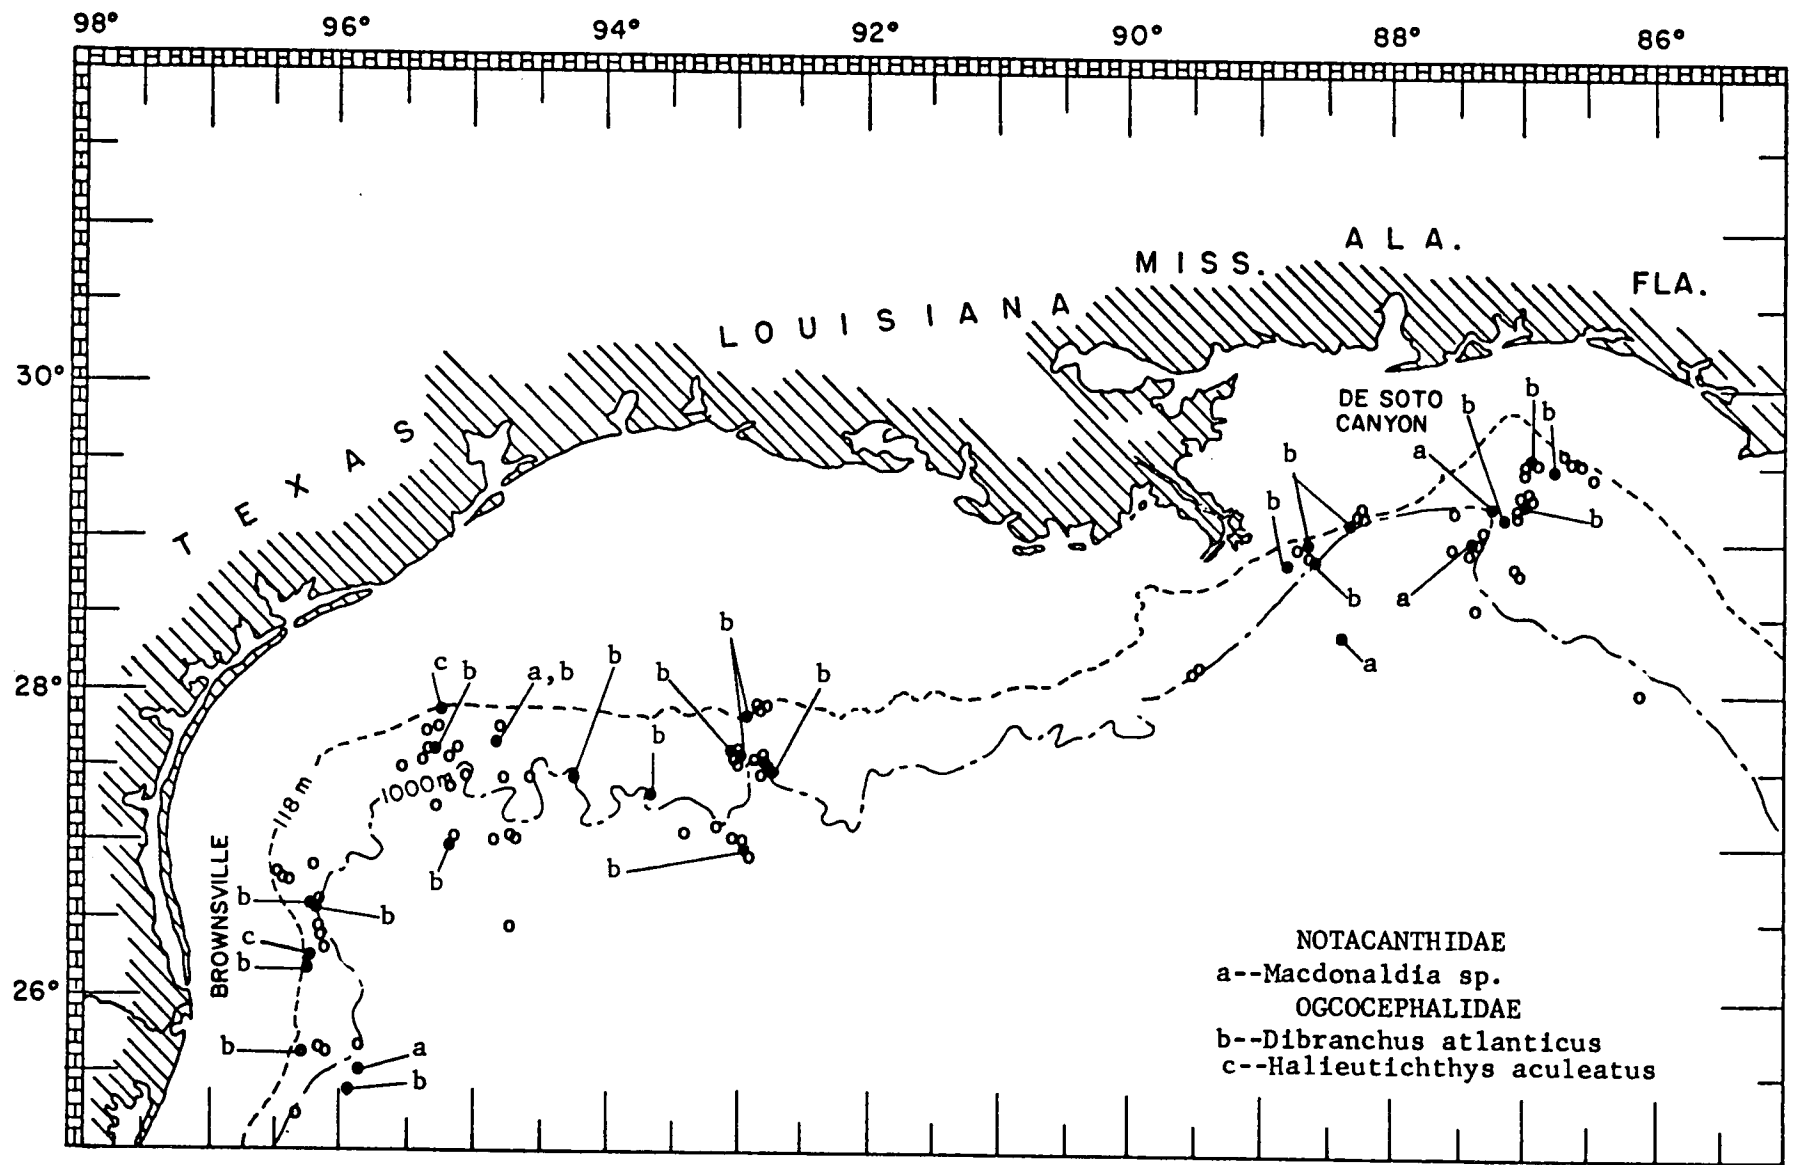 98° 96° 94° 92° 90° 88° 86°
ALA.
MISS.
FLA.
LOUISIANA
30°
TEXAS
DE SOTO
CANYON
b
b
b
a
b
b
b
b
a
a
28°
c
b
a,b
b
b
b
b
b
118 m
1000m
b
b
BROWNSVILLE
b
b
c
b
26°
b
a
b
NOTACANTHIDAE
a--Macdonaldia sp.
OGCOCEPHALIDAE
b--Dibranchus atlanticus
c--Halieutichthys aculeatus